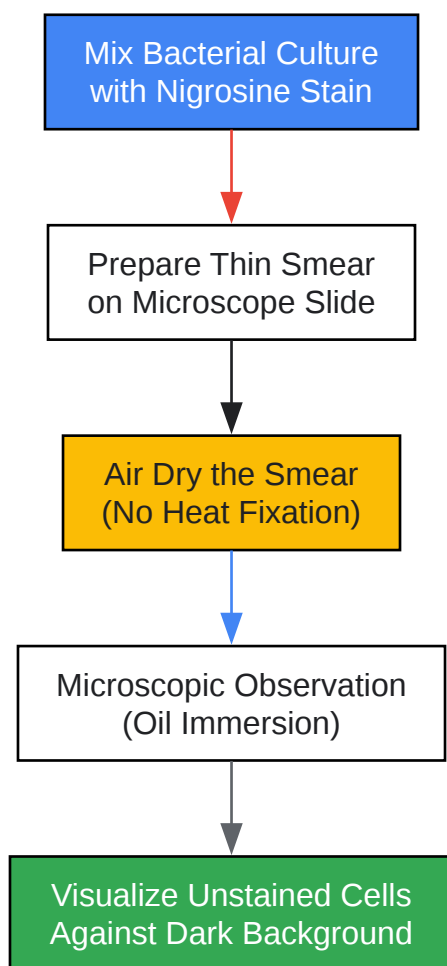 Mix Bacterial Culture
with Nigrosine Stain
Prepare Thin Smear
on Microscope Slide
Air Dry the Smear
(No Heat Fixation)
Microscopic Observation
(Oil Immersion)
Visualize Unstained Cells
Against Dark Background